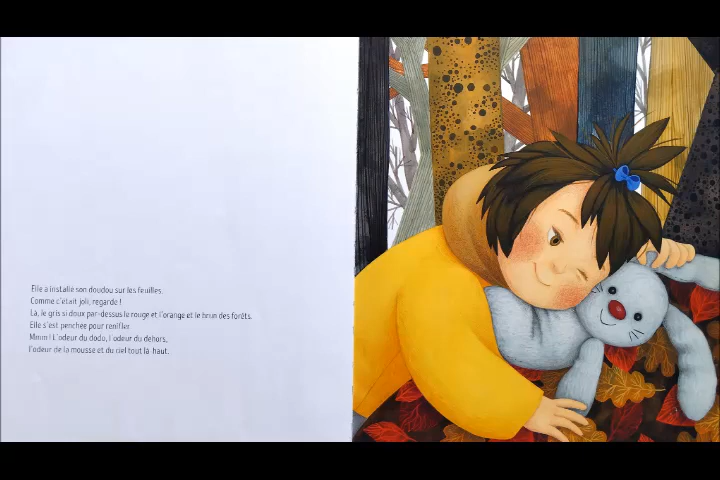 Elle a installé son doudou sur les feuilles.
Comme c'était joli, regarde !
Là, le gris si doux par-dessus le rouge et l'orange et le brun des forêts.
Elle s'est penchée pour renifler.
Mmm ! L'odeur du dodo, l'odeur du dehors,
l'odeur de la mousse et du ciel tout là-haut.